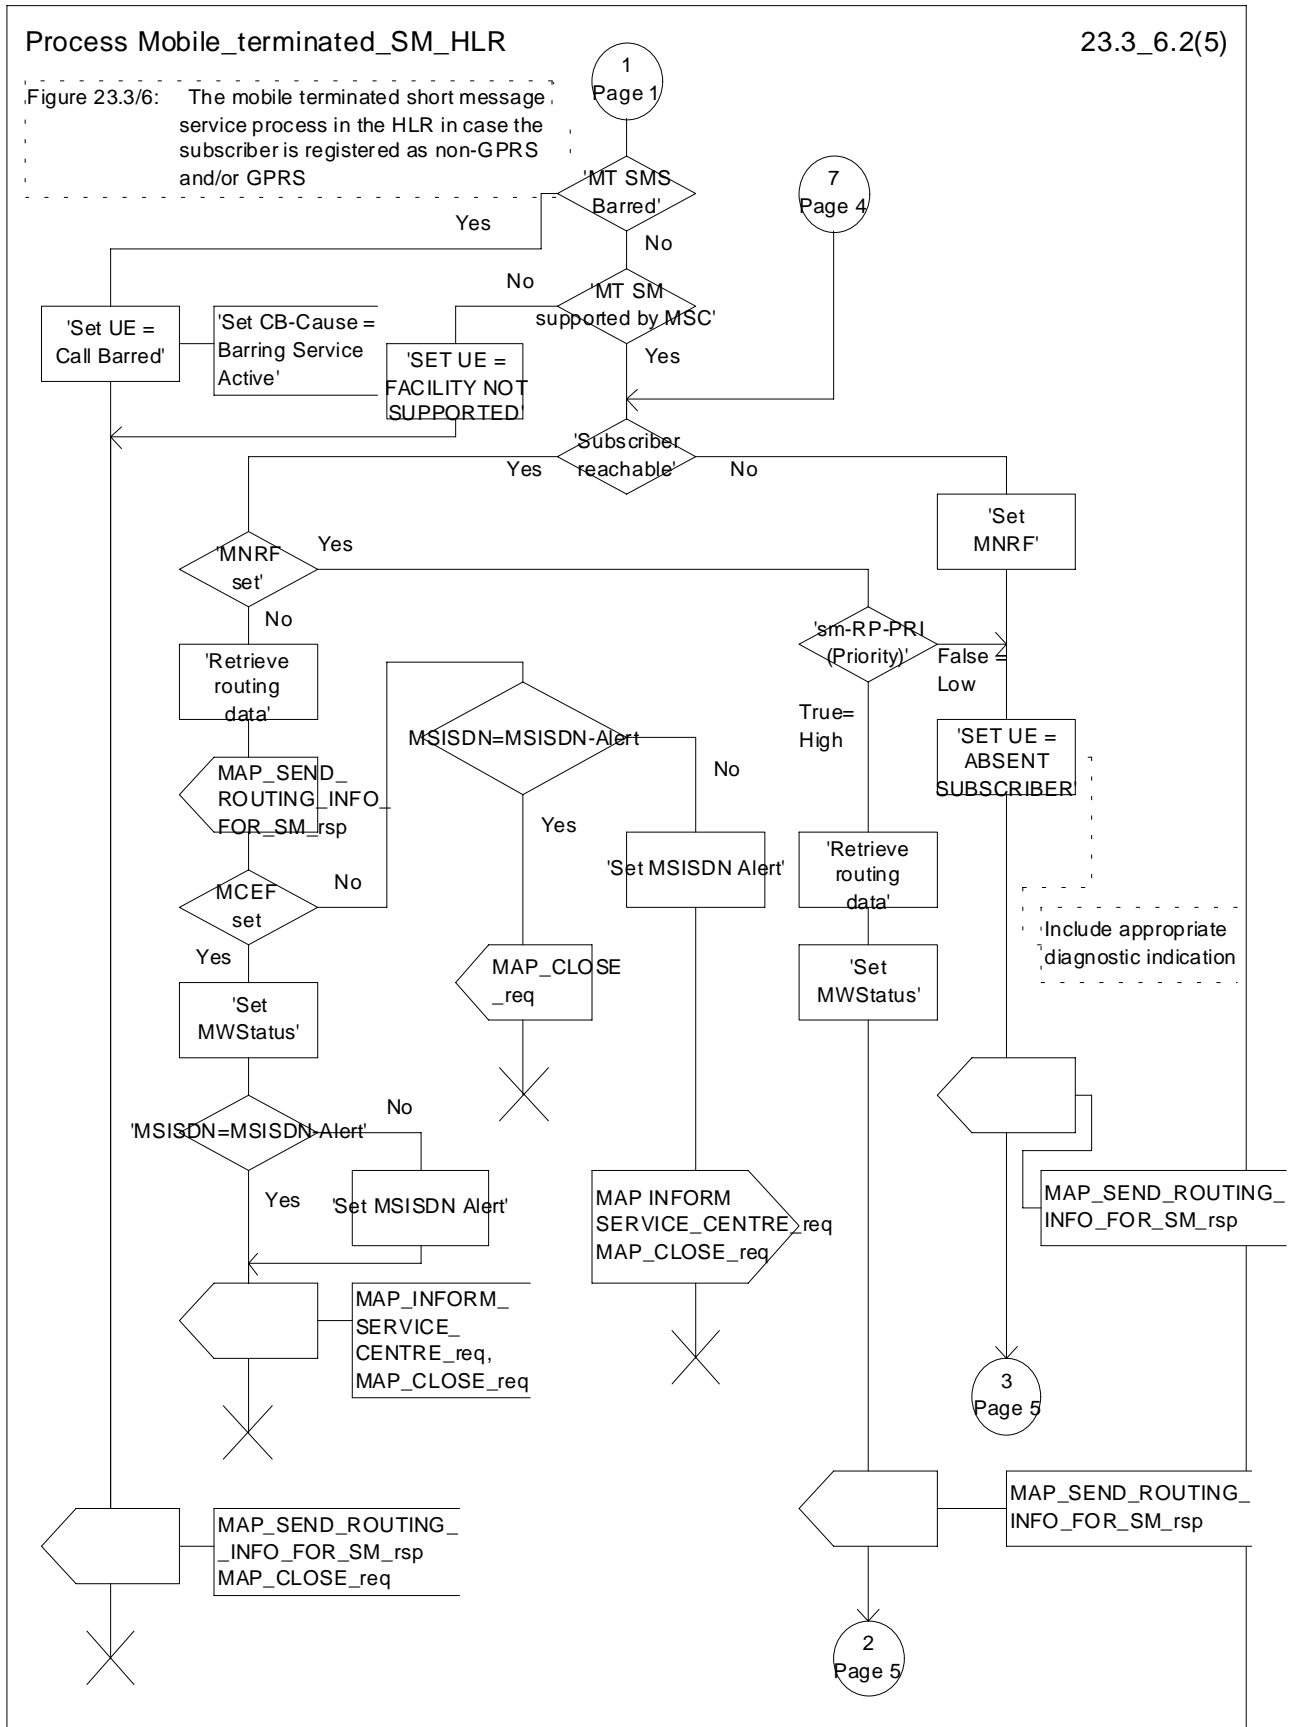 Process Mobile_terminated_SM_HLR
23.3_6.2(5)
Figure 23.3/6: The mobile terminated short message
service process in the HLR in case the
subscriber is registered as non-GPRS
and/or GPRS
1
Page 1
'MT SMS
Barred'
7
Page 4
Yes
No
'MT SM
supported by MSC'
No
Yes
'Set UE =
Call Barred'
'Set CB-Cause =
Barring Service
Active'
'SET UE =
FACILITY NOT
SUPPORTED'
'Subscriber
reachable'
Yes
No
'Set
MNRF'
'MNRF
set'
Yes
No
'sm-RP-PRI
(Priority)'
False =
Low
True=
High
'Retrieve
routing
data'
MSISDN=MSISDN-Alert
No
Yes
'SET UE =
ABSENT
SUBSCRIBER'
MAP_SEND_
ROUTING_INFO_
FOR_SM_rsp
'Set MSISDN Alert'
'Retrieve
routing
data'
MCEF
set
No
Yes
Include appropriate
diagnostic indication
MAP_CLOSE
_req
'Set
MWStatus'
'Set
MWStatus'
'MSISDN=MSISDN-Alert'
No
Yes
'Set MSISDN Alert'
MAP INFORM
SERVICE_CENTRE_req
MAP_CLOSE_req
MAP_SEND_ROUTING_
INFO_FOR_SM_rsp
MAP_INFORM_
SERVICE_
CENTRE_req,
MAP_CLOSE_req
3
Page 5
MAP_SEND_ROUTING_
INFO_FOR_SM_rsp
MAP_SEND_ROUTING_
_INFO_FOR_SM_rsp
MAP_CLOSE_req
2
Page 5